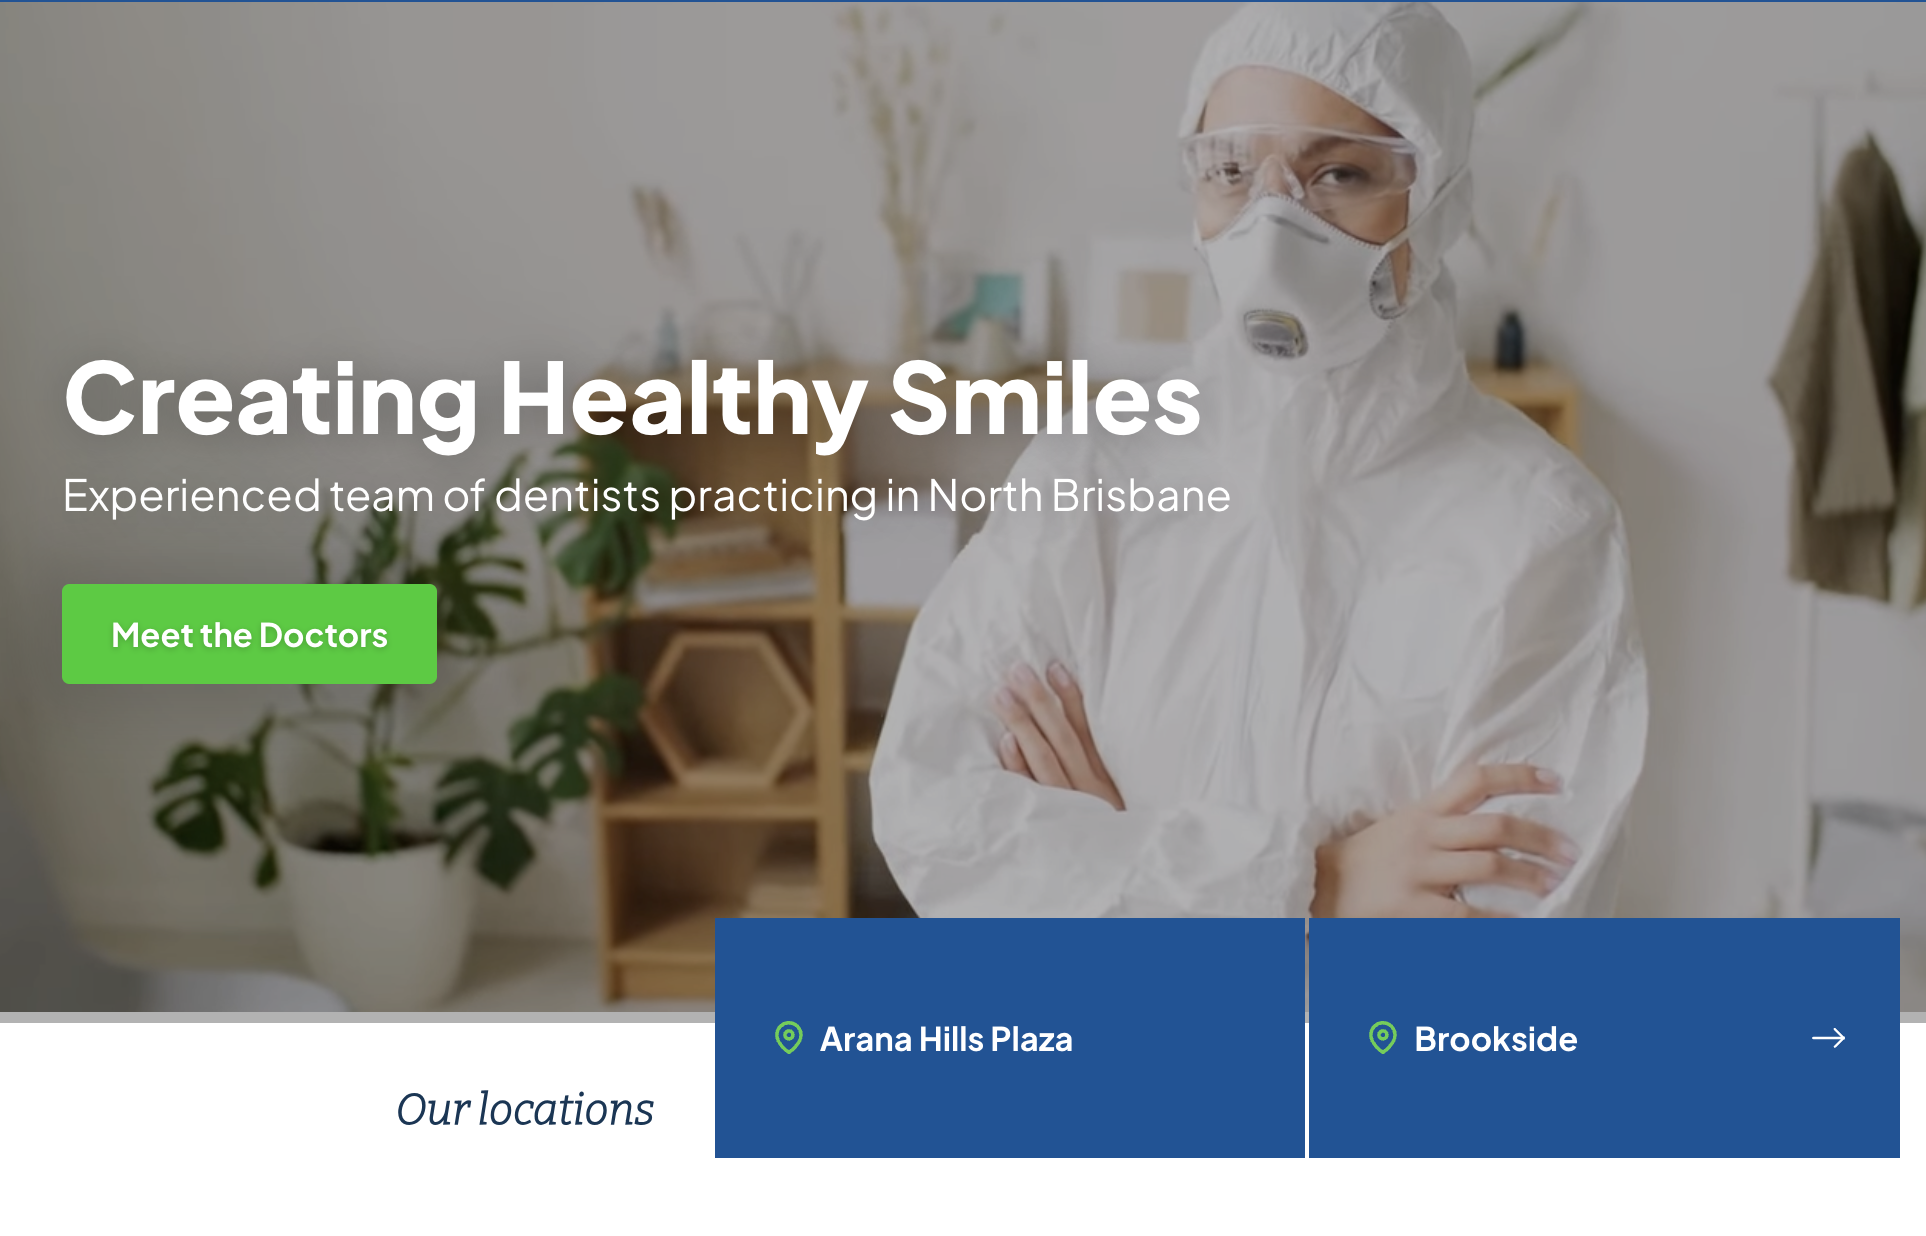 Creating Healthy Smiles
Experienced team of dentists practicing in North Brisbane
Meet the Doctors
Our locations
Arana Hills Plaza
Brookside